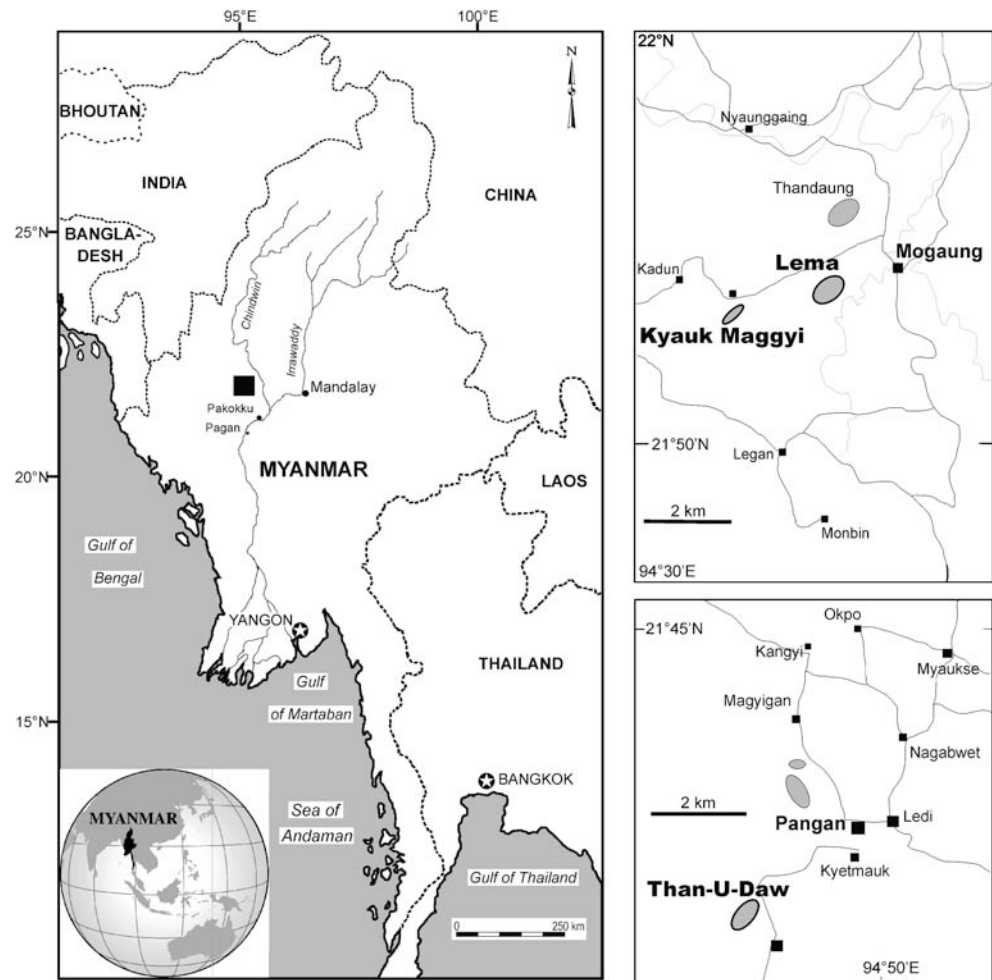 95°E
100°E
N
BHOUTAN
INDIA
CHINA
25°N
BANGLA-
DESH
Chindwin
Irrawaddy
Mandalay
Pakokku
Pagan
MYANMAR
20°N
LAOS
Gulf of
Bengal
YANGON
THAILAND
Gulf
of Martaban
15°N
BANGKOK
MYANMAR
Sea of
Andaman
Gulf of Thailand
0
250 km
22°N
Nyaunggaing
Thandaung
Mogaung
Lema
Kadun
Kyauk Maggyi
21°50'N
Legan
2 km
Monbin
94°30'E
Okpo
21°45'N
Kangyi
Myaukse
Magyigan
Nagabwet
2 km
Pangan
Ledi
Kyetmauk
Than-U-Daw
94°50'E